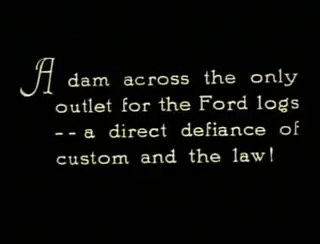 A dam across the only
outlet for the Ford logs
-- a direct defiance of
custom and the law!